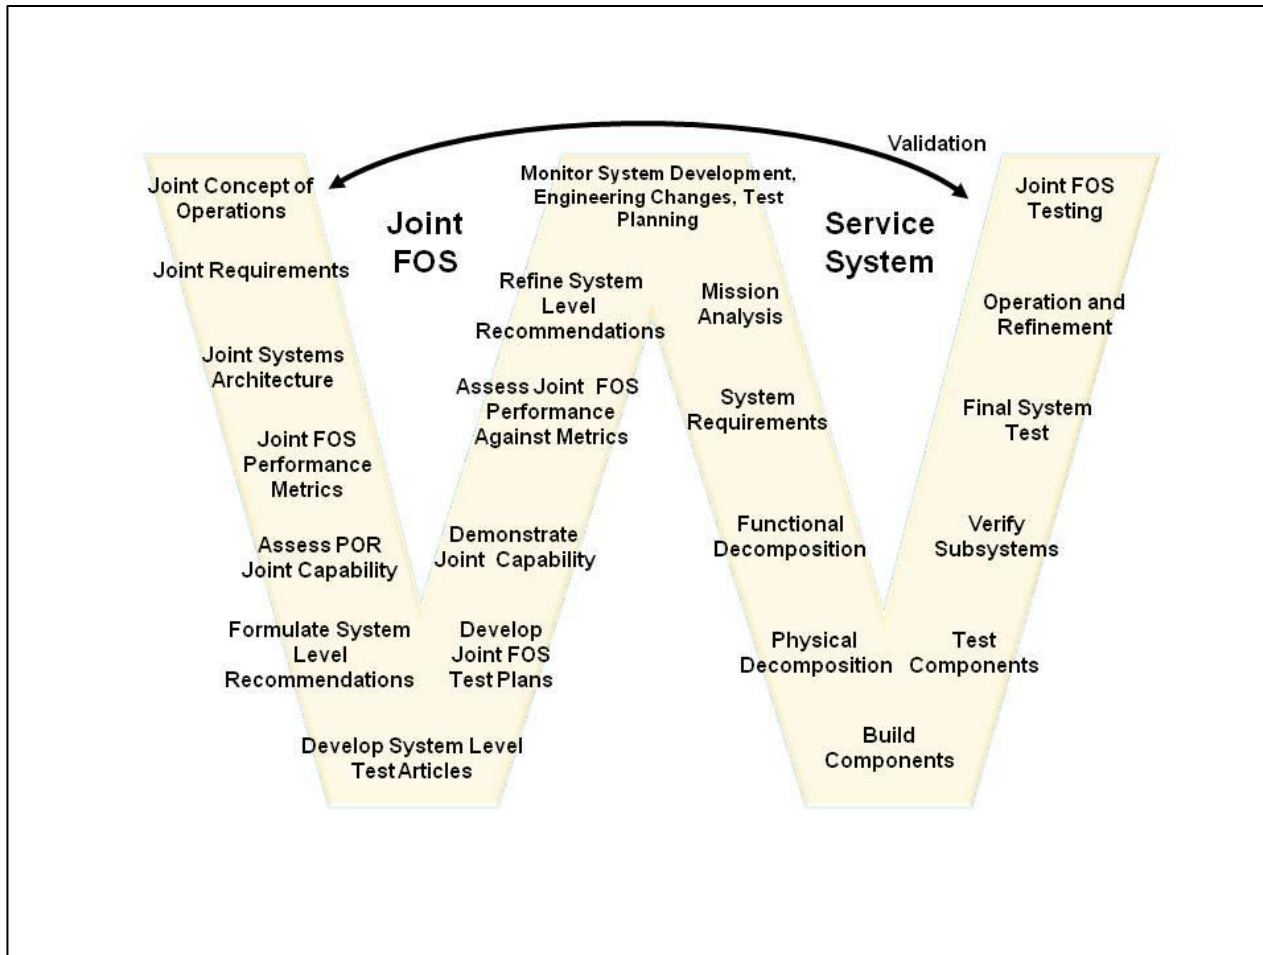 Validation
Joint Concept of
Operations
Joint Requirements
Joint Systems
Architecture
Joint FOS
Performance
Metrics
Assess POR
Joint Capability
Formulate System
Level
Recommendations
Develop System Level
Test Articles
Joint
FOS
Develop
Joint FOS
Test Plans
Demonstrate
Joint Capability
Assess Joint FOS
Performance
Against Metrics
Refine System
Level
Recommendations
Monitor System Development,
Engineering Changes, Test
Planning
Mission
Analysis
System
Requirements
Functional
Decomposition
Physical
Decomposition
Build
Components
Service
System
Test
Components
Verify
Subsystems
Final System
Test
Operation and
Refinement
Joint FOS
Testing